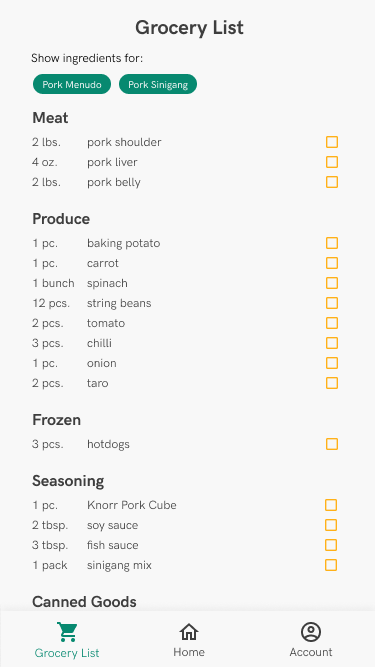 Grocery List
Show ingredients for:
Pork Menudo Pork Sinigang
Meat
2 lbs. pork shoulder
4 oz. pork liver
2 lbs. pork belly
Produce
1 pc. baking potato
1 pc. carrot
1 bunch spinach
12 pcs. string beans
2 pcs. tomato
3 pcs. chilli
1 pc. onion
2 pcs. taro
Frozen
3 pcs. hotdogs
Seasoning
1 pc. Knorr Pork Cube
2 tbsp. soy sauce
3 tbsp. fish sauce
1 pack sinigang mix
Canned Goods
Grocery List Home Account